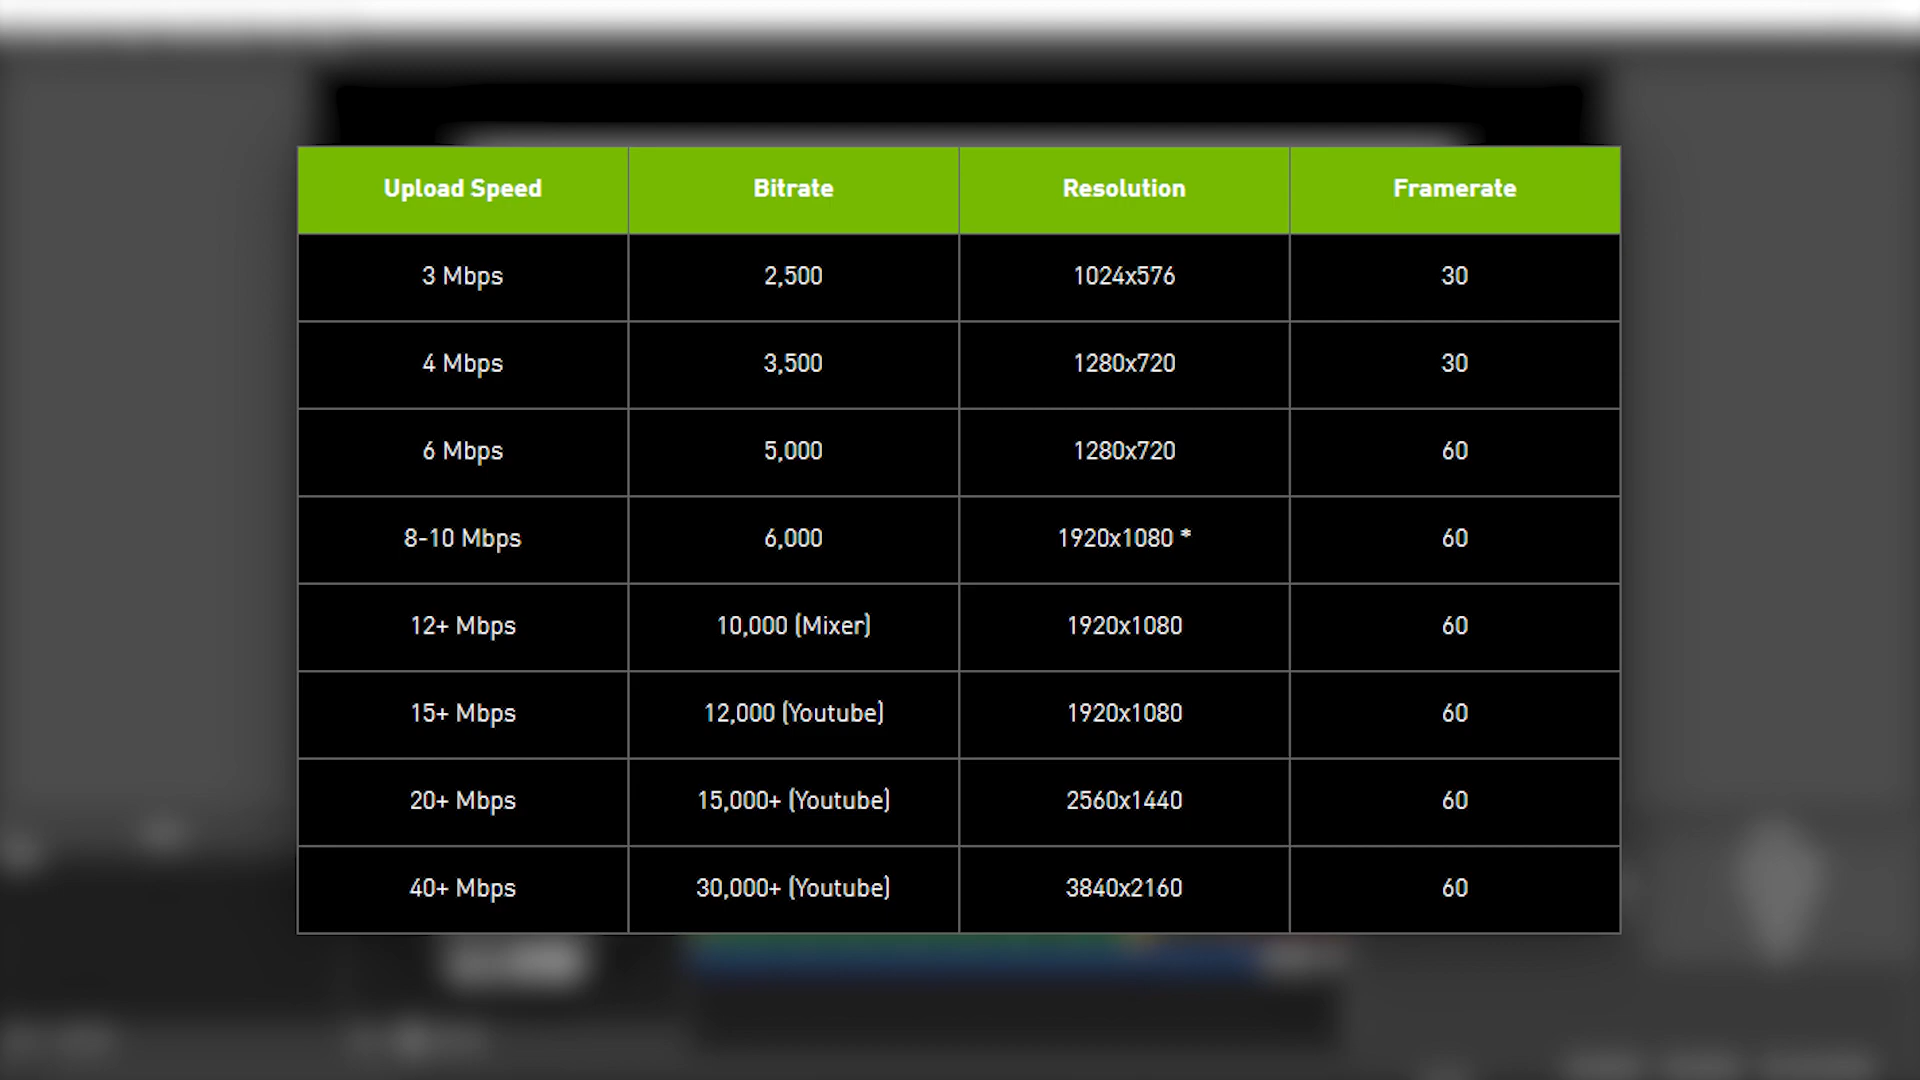 Upload Speed Bitrate Resolution Framerate
3 Mbps 2,500 1024x576 30
4 Mbps 3,500 1280x720 30
6 Mbps 5,000 1280x720 60
8-10 Mbps 6,000 1920x1080 * 60
12+ Mbps 10,000 (Mixer) 1920x1080 60
15+ Mbps 12,000 (Youtube) 1920x1080 60
20+ Mbps 15,000+ (Youtube) 2560x1440 60
40+ Mbps 30,000+ (Youtube) 3840x2160 60